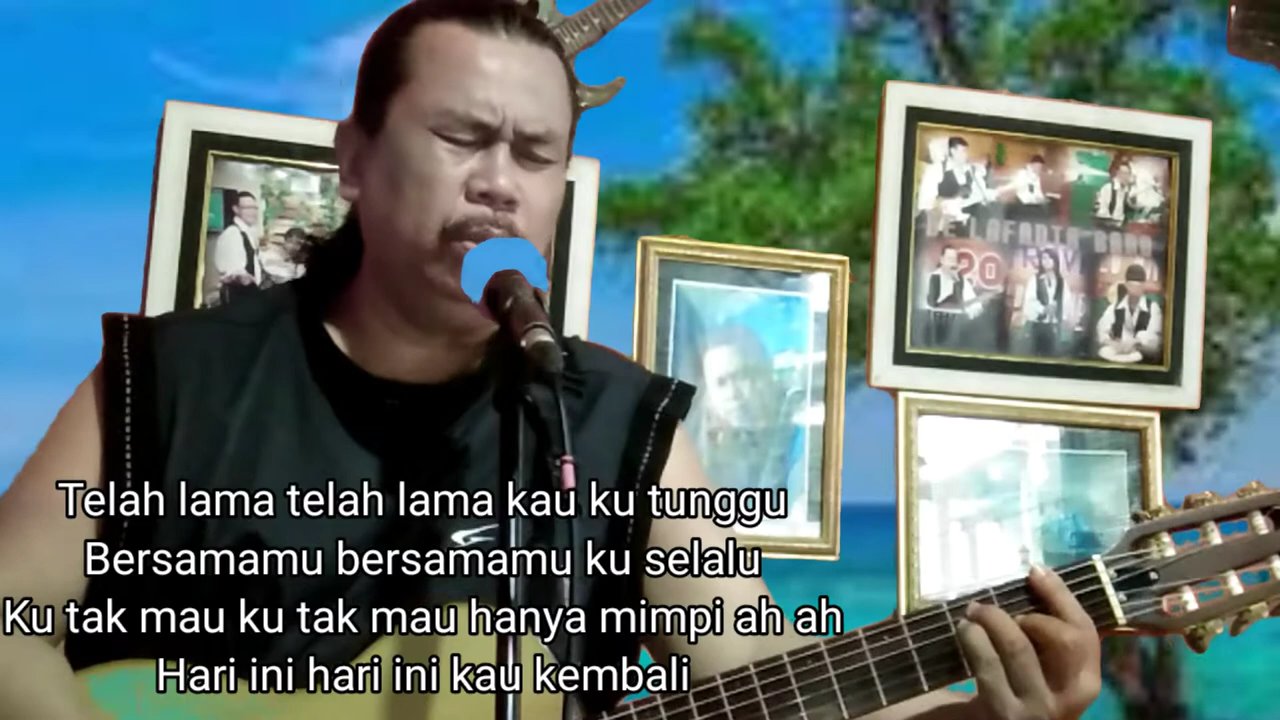 Telah lama telah lama kau ku tunggu
Bersamamu bersamamu ku selalu
Ku tak mau ku tak mau hanya mimpi ah ah
Hari ini hari ini kau kembali